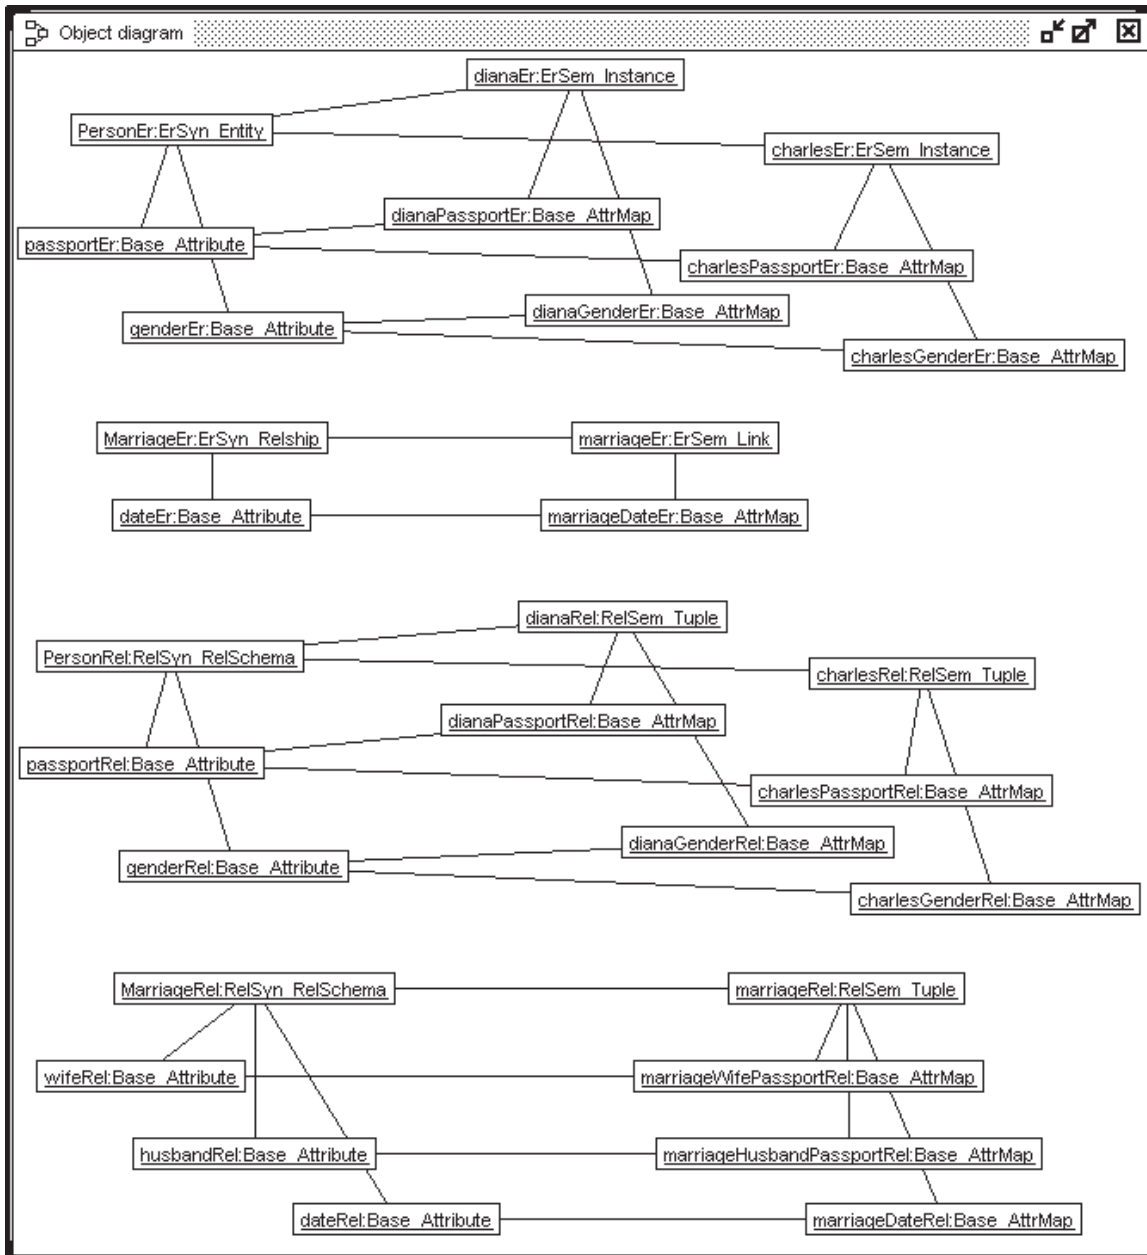 Object diagram
dianaEr:ErSem_Instance
PersonEr:ErSyn_Entity
charlesEr:ErSem_Instance
dianaPassportEr:Base_AttrMap
passportEr:Base_Attribute
charlesPassportEr:Base_AttrMap
dianaGenderEr:Base_AttrMap
genderEr:Base_Attribute
charlesGenderEr:Base_AttrMap
MarriageEr:ErSyn_Relship
marriageEr:ErSem_Link
dateEr:Base_Attribute
marriageDateEr:Base_AttrMap
dianaRel:RelSem_Tuple
PersonRel:RelSyn_RelSchema
charlesRel:RelSem_Tuple
dianaPassportRel:Base_AttrMap
passportRel:Base_Attribute
charlesPassportRel:Base_AttrMap
dianaGenderRel:Base_AttrMap
genderRel:Base_Attribute
charlesGenderRel:Base_AttrMap
MarriageRel:RelSyn_RelSchema
marriageRel:RelSem_Tuple
wifeRel:Base_Attribute
marriageWifePassportRel:Base_AttrMap
husbandRel:Base_Attribute
marriageHusbandPassportRel:Base_AttrMap
dateRel:Base_Attribute
marriageDateRel:Base_AttrMap